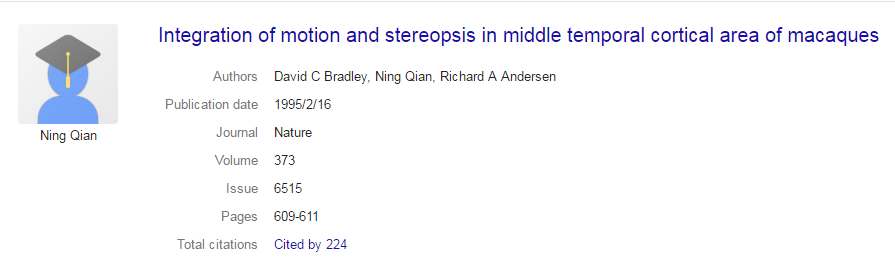 Integration of motion and stereopsis in middle temporal cortical area of macaques
Ning Qian
Authors David C Bradley, Ning Qian, Richard A Andersen
Publication date 1995/2/16
Journal Nature
Volume 373
Issue 6515
Pages 609-611
Total citations Cited by 224